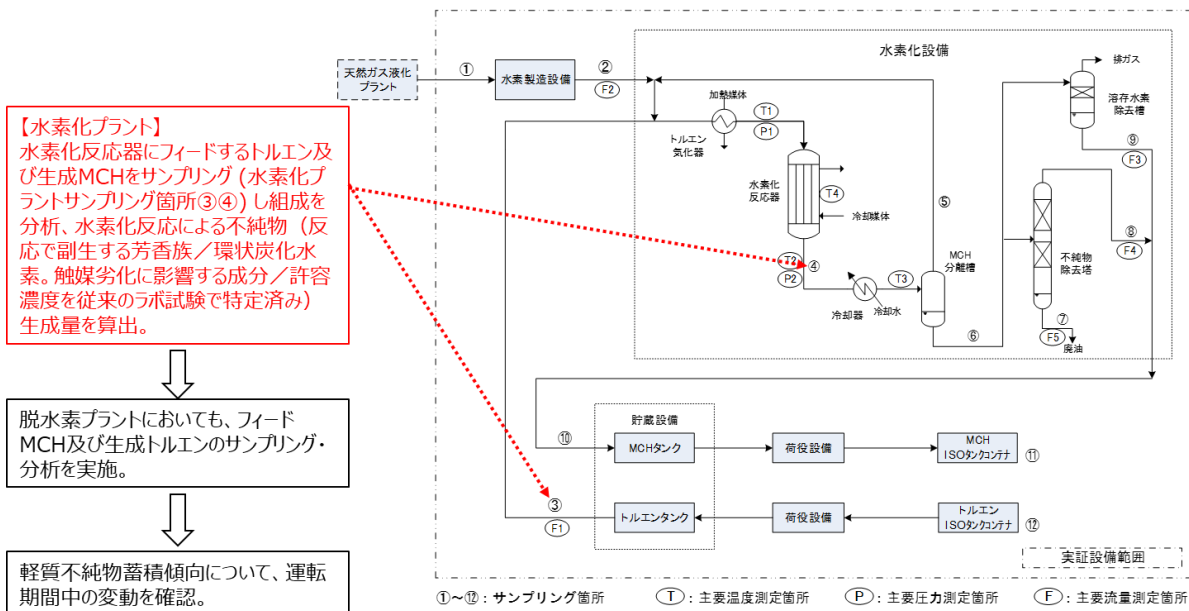 【水素化プラント】
水素化反応器にフィードするトルエン及
び生成MCHをサンプリング (水素化プ
ラントサンプリング箇所③④) し組成を
分析、水素化反応による不純物（反
応で副生する芳香族／環状炭化水
素。触媒劣化に影響する成分／許容
濃度を従来のラボ試験で特定済み）
生成量を算出。
脱水素プラントにおいても、フィード
MCH及び生成トルエンのサンプリング・
分析を実施。
軽質不純物蓄積傾向について、運転
期間中の変動を確認。
天然ガス液化
プラント
①
水素製造設備
②
F2
水素化設備
加熱媒体
トルエン
気化器
T1
P1
水素化
反応器
T4
冷却媒体
T2
P2
④
冷却器
冷却水
T3
⑤
MCH
分離槽
⑥
排ガス
溶存水素
除去槽
⑨
F3
不純物
除去塔
⑧
F4
⑦
F5
廃油
貯蔵設備
⑩
MCHタンク
荷役設備
MCH
ISOタンクコンテナ
⑪
③
F1
トルエンタンク
荷役設備
トルエン
ISOタンクコンテナ
⑫
実証設備範囲
①～⑫：サンプリング箇所
T：主要温度測定箇所
P：主要圧力測定箇所
F：主要流量測定箇所